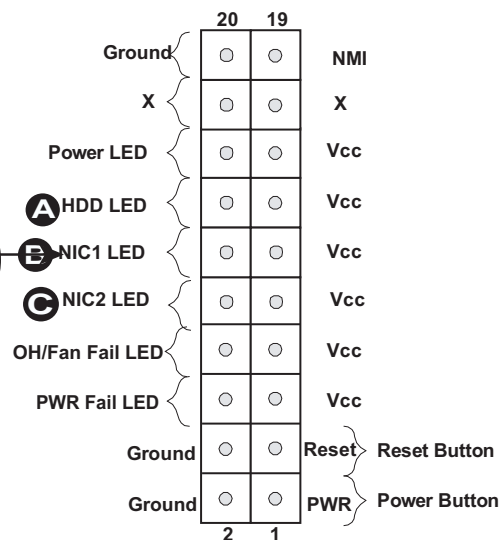 20 19
Ground NMI
X X
Power LED Vcc
A HDD LED Vcc
B NIC1 LED Vcc
C NIC2 LED Vcc
OH/Fan Fail LED Vcc
PWR Fail LED Vcc
Ground Reset Reset Button
Ground PWR Power Button
2 1